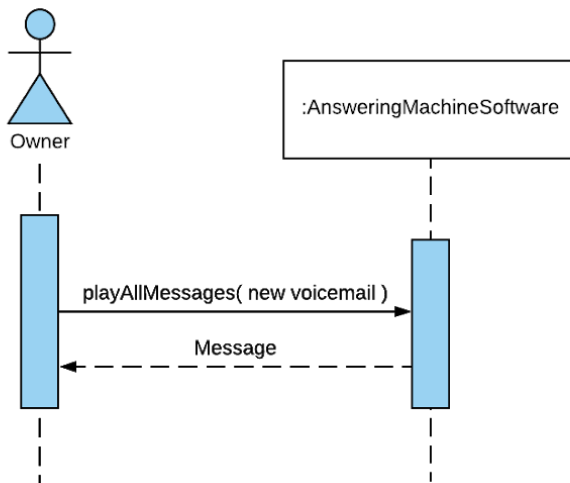 :AnsweringMachineSoftware
Owner
playAllMessages( new voicemail )
Message